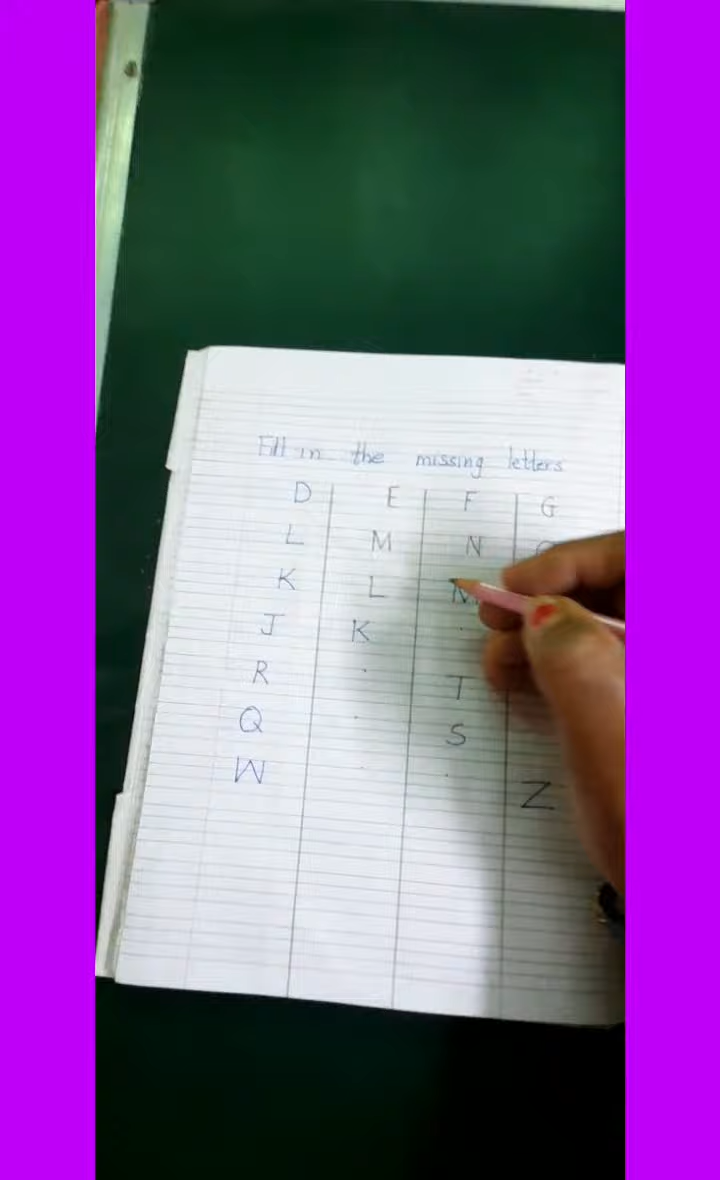 Fill in the missing letters
D E F G
L M N
K L M
J K
R T
Q S
W Z